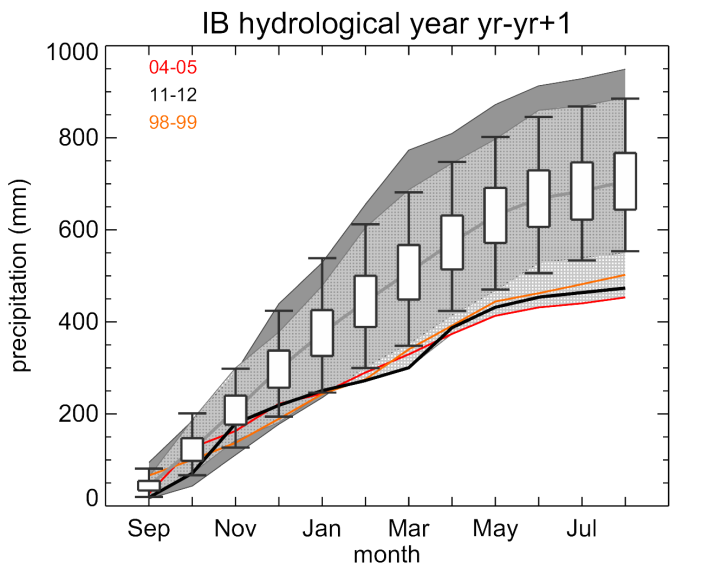 IB hydrological year yr-yr+1
04-05
11-12
98-99
1000
800
600
400
200
0
precipitation (mm)
Sep Nov Jan Mar May Jul
month